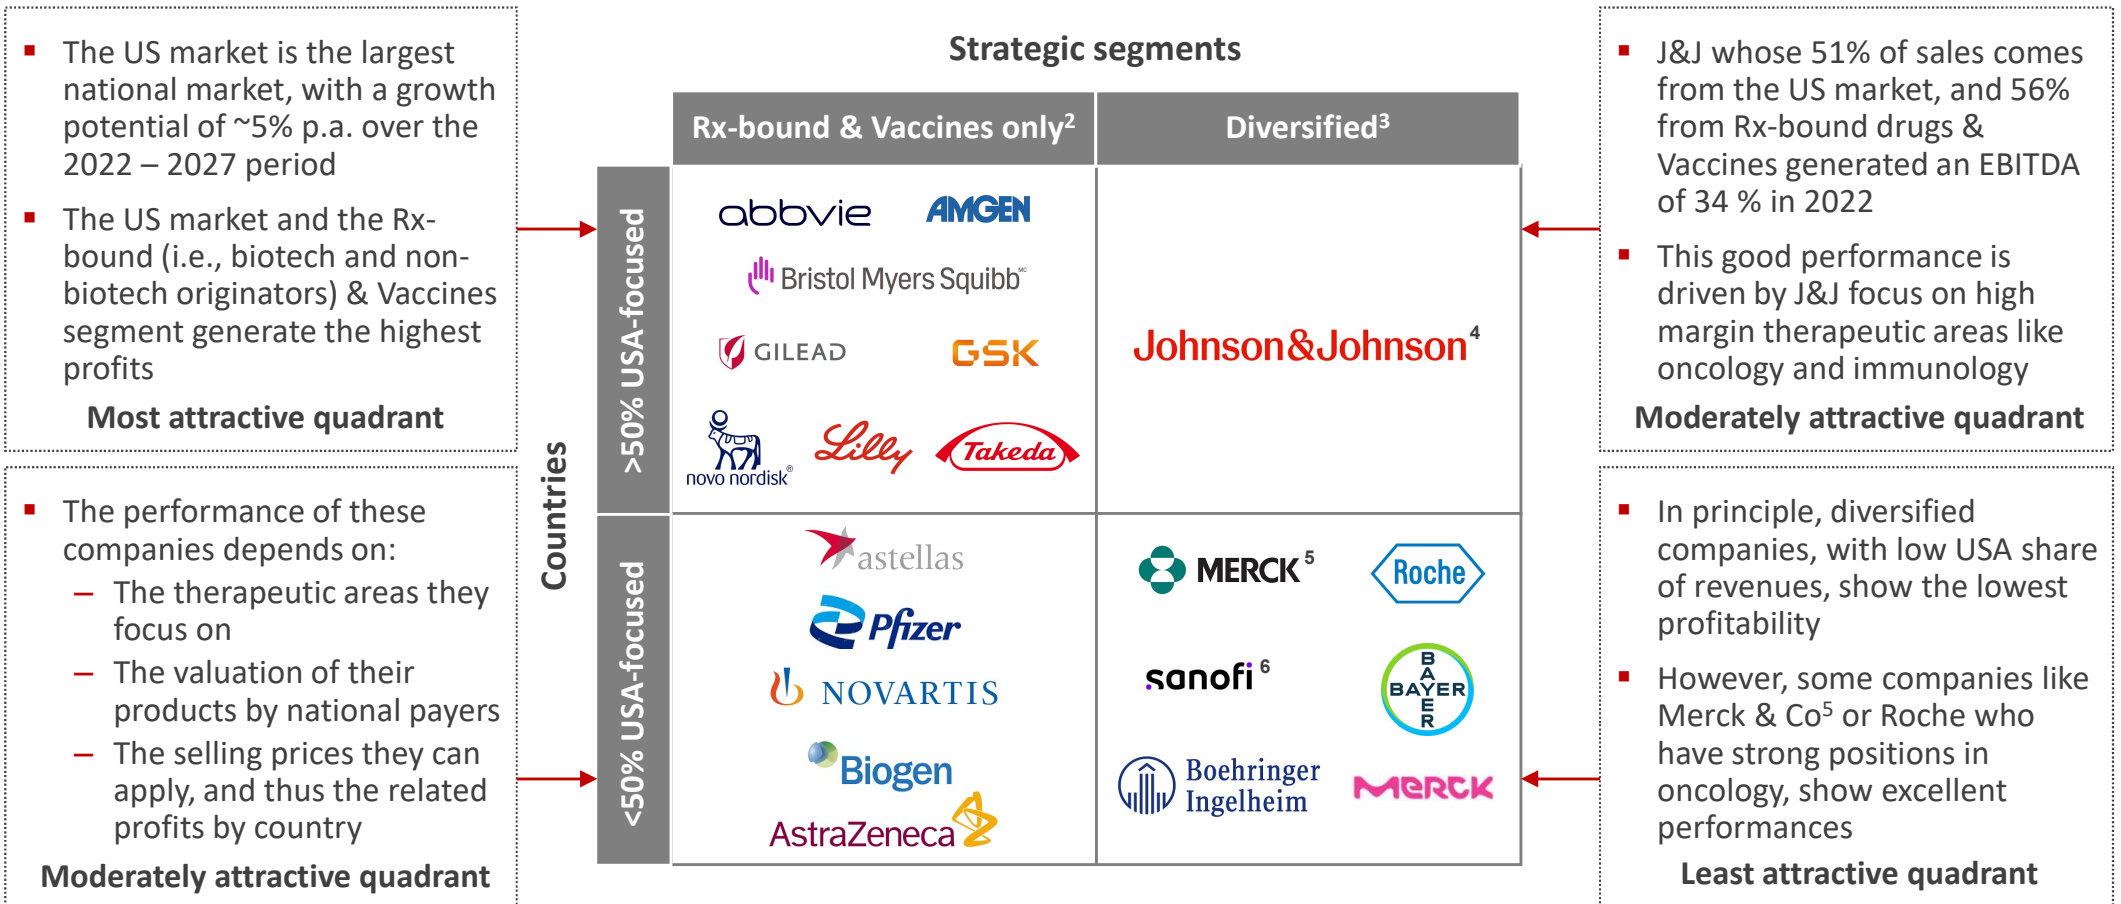 ▪ The US market is the largest
national market, with a growth
potential of ~5% p.a. over the
2022 – 2027 period
▪ The US market and the Rx-
bound (i.e., biotech and non-
biotech originators) & Vaccines
segment generate the highest
profits
Most attractive quadrant
▪ The performance of these
companies depends on:
– The therapeutic areas they
focus on
– The valuation of their
products by national payers
– The selling prices they can
apply, and thus the related
profits by country
Moderately attractive quadrant
Strategic segments
Rx-bound & Vaccines only²
Diversified³
Countries
>50% USA-focused
abbvie
AMGEN
Bristol Myers Squibb MC
GILEAD
GSK
novo nordisk®
Lilly
Takeda
Johnson&Johnson⁴
<50% USA-focused
astellas
Pfizer
NOVARTIS
Biogen
AstraZeneca
MERCK⁵
Roche
sanofi⁶
BAYER
BAYER
Boehringer
Ingelheim
MERCK
▪ J&J whose 51% of sales comes
from the US market, and 56%
from Rx-bound drugs &
Vaccines generated an EBITDA
of 34 % in 2022
▪ This good performance is
driven by J&J focus on high
margin therapeutic areas like
oncology and immunology
Moderately attractive quadrant
▪ In principle, diversified
companies, with low USA share
of revenues, show the lowest
profitability
▪ However, some companies like
Merck & Co⁵ or Roche who
have strong positions in
oncology, show excellent
performances
Least attractive quadrant